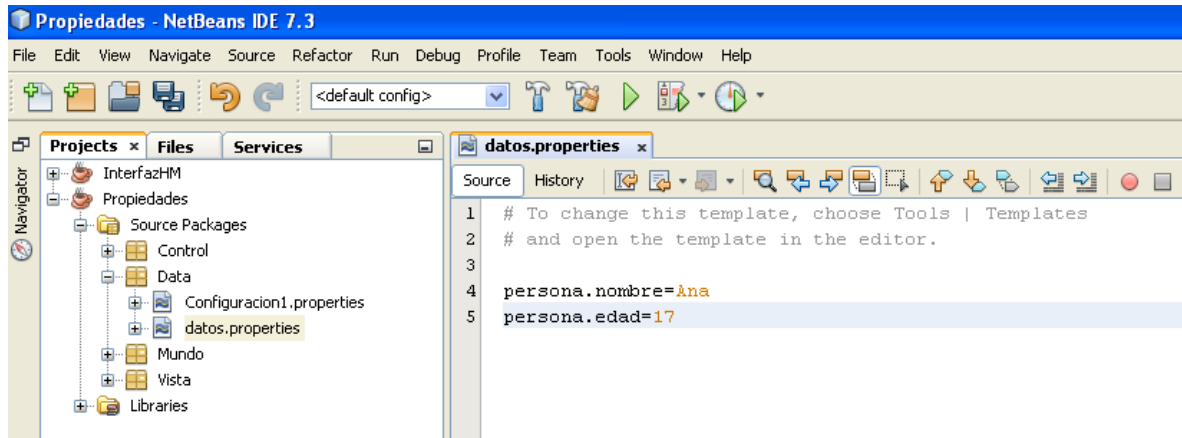 Propiedades - NetBeans IDE 7.3
File Edit View Navigate Source Refactor Run Debug Profile Team Tools Window Help
<default config>
Projects x Files Services
Navigator
InterfazHM
Propiedades
Source Packages
Control
Data
Configuracion1.properties
datos.properties
Mundo
Vista
Libraries
datos.properties x
Source History
1 # To change this template, choose Tools | Templates
2 # and open the template in the editor.
3
4 persona.nombre=Ana
5 persona.edad=17